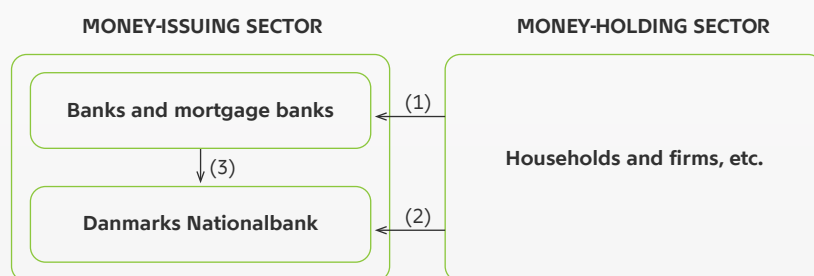 MONEY-ISSUING SECTOR
MONEY-HOLDING SECTOR
Banks and mortgage banks
(1)
(3)
Households and firms, etc.
Danmarks Nationalbank
(2)